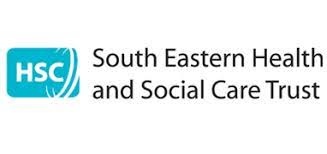 HSC
South Eastern Health
and Social Care Trust